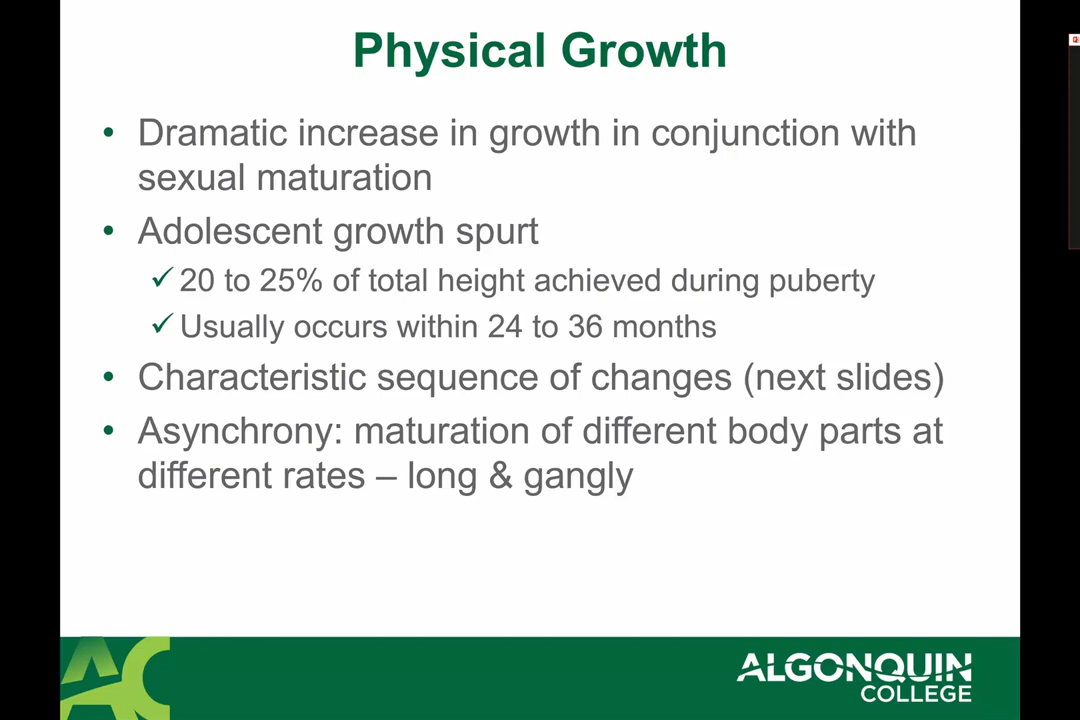 Physical Growth
• Dramatic increase in growth in conjunction with
sexual maturation
• Adolescent growth spurt
✓ 20 to 25% of total height achieved during puberty
✓ Usually occurs within 24 to 36 months
• Characteristic sequence of changes (next slides)
• Asynchrony: maturation of different body parts at
different rates – long & gangly
AC
ALGONQUIN
COLLEGE